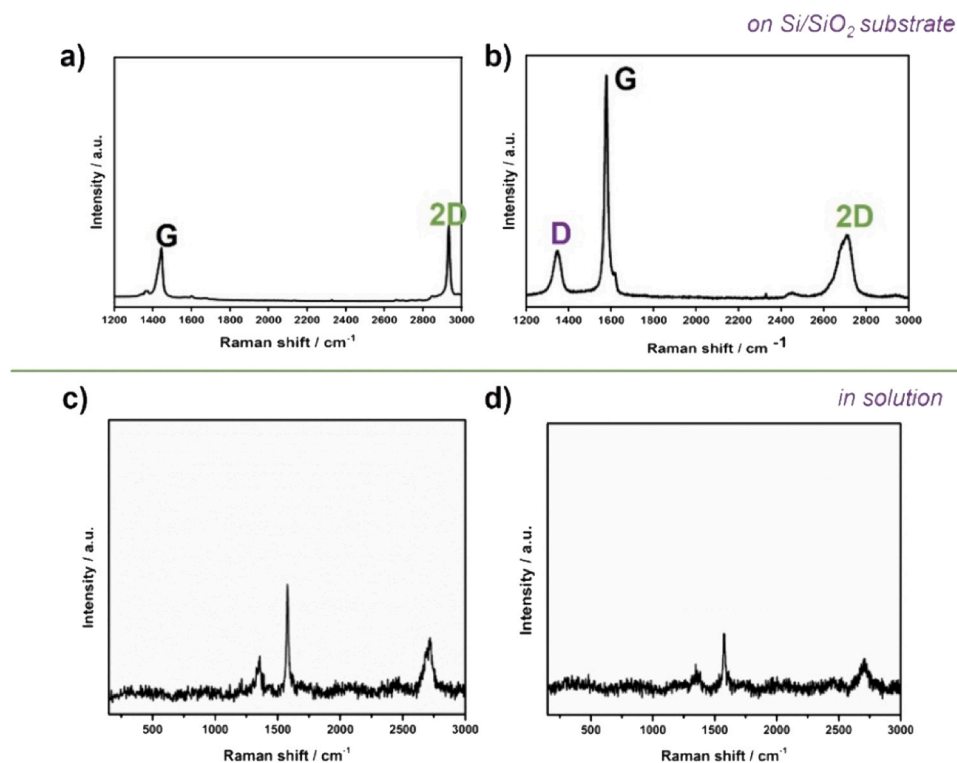 on Si/SiO₂ substrate
a)
b)
Intensity / a.u.
G
2D
1200 1400 1600 1800 2000 2200 2400 2600 2800 3000
Raman shift / cm⁻¹
Intensity / a.u.
D
G
2D
1200 1400 1600 1800 2000 2200 2400 2600 2800 3000
Raman shift / cm -1
c)
d)
in solution
Intensity / a.u.
500 1000 1500 2000 2500 3000
Raman shift / cm⁻¹
Intensity / a.u.
500 1000 1500 2000 2500 3000
Raman shift / cm⁻¹